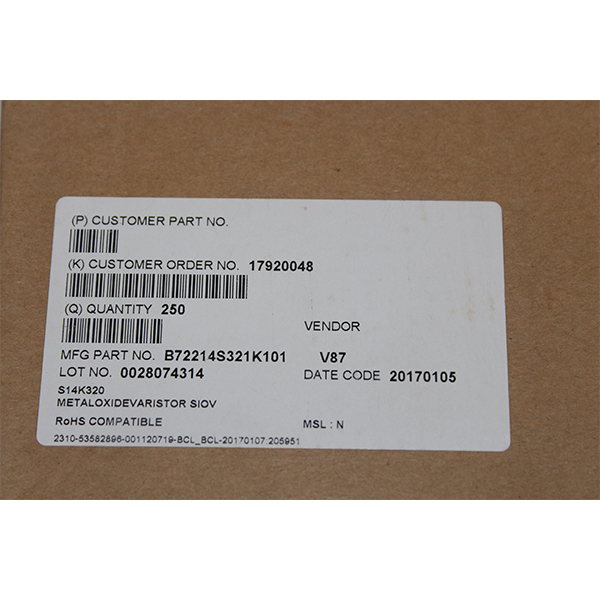 (P) CUSTOMER PART NO.
(K) CUSTOMER ORDER NO. 17920048
(Q) QUANTITY 250
VENDOR
MFG PART NO. B72214S321K101 V87
LOT NO. 0028074314 DATE CODE 20170105
S14K320
METALOXIDEVARISTOR SIOV
RoHS COMPATIBLE MSL : N
2310-53582896-001120719-BCL_BCL-20170107:205951